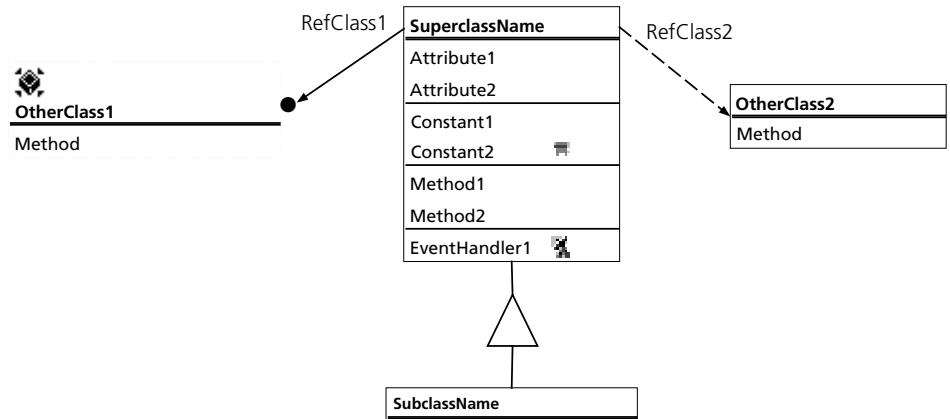 RefClass1
SuperclassName
RefClass2
Attribute1
Attribute2
OtherClass1
OtherClass2
Constant1
Method
Method
Constant2
Method1
Method2
EventHandler1
SubclassName